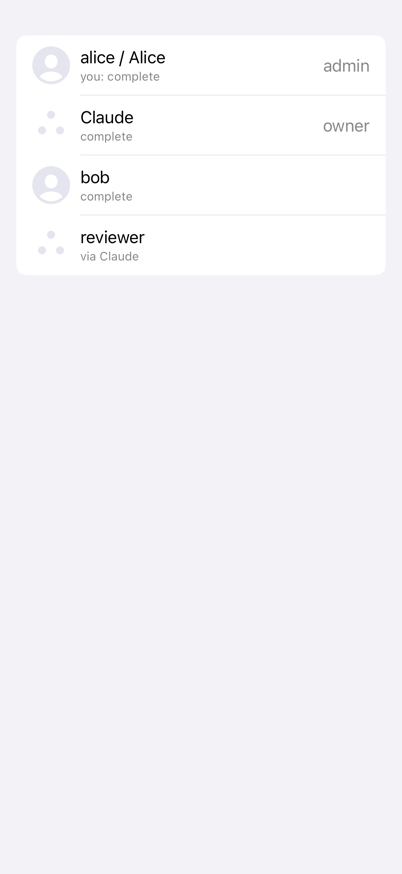 alice / Alice
you: complete
admin
Claude
complete
owner
bob
complete
reviewer
via Claude